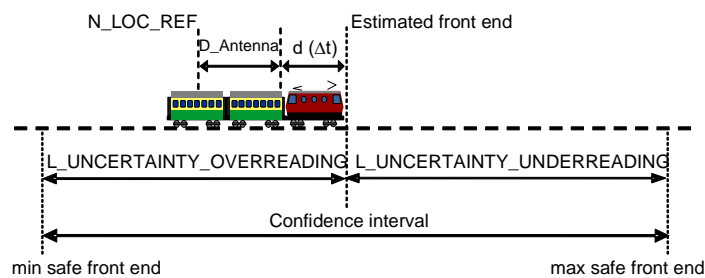 N_LOC_REF
Estimated front end
D_Antenna
d (Δt)
L_UNCERTAINTY_OVERREADING
L_UNCERTAINTY_UNDERREADING
Confidence interval
min safe front end
max safe front end